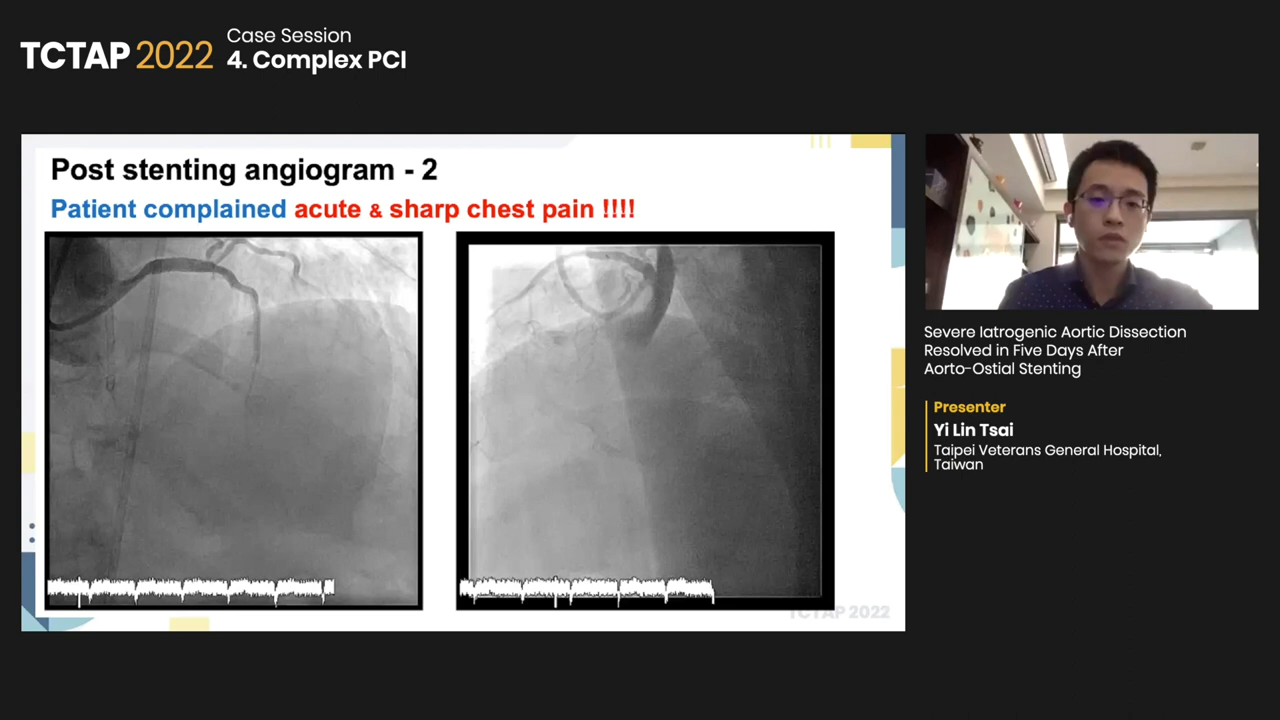 TCTAP 2022
Case Session
4. Complex PCI
Post stenting angiogram - 2
Patient complained acute & sharp chest pain !!!!
TCTAP 2022
Severe Iatrogenic Aortic Dissection
Resolved in Five Days After
Aorto-Ostial Stenting
Presenter
Yi Lin Tsai
Taipei Veterans General Hospital,
Taiwan